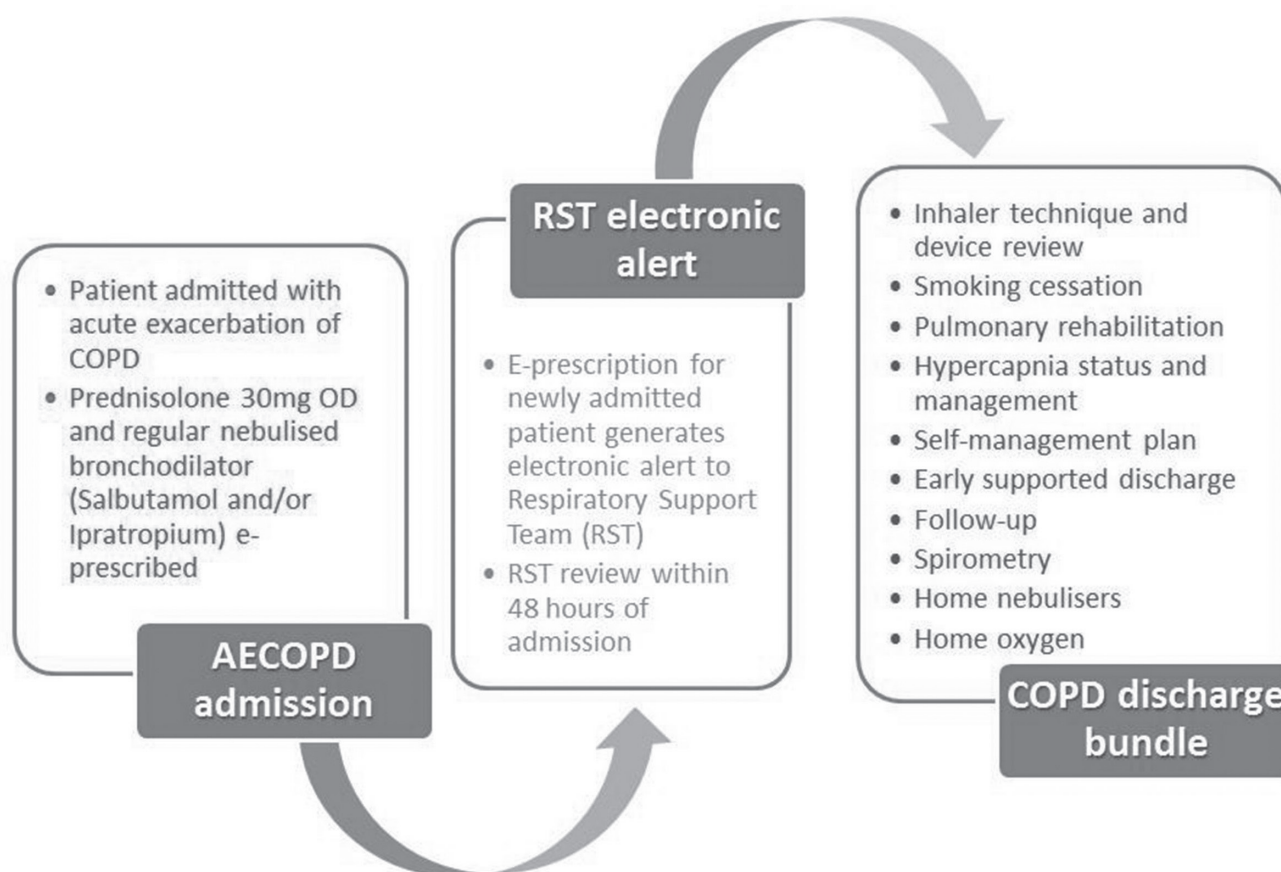 • Patient admitted with
acute exacerbation of
COPD
• Prednisolone 30mg OD
and regular nebulised
bronchodilator
(Salbutamol and/or
Ipratropium) e-
prescribed
AECOPD
admission
RST electronic
alert
• E-prescription for
newly admitted
patient generates
electronic alert to
Respiratory Support
Team (RST)
• RST review within
48 hours of
admission
• Inhaler technique and
device review
• Smoking cessation
• Pulmonary rehabilitation
• Hypercapnia status and
management
• Self-management plan
• Early supported discharge
• Follow-up
• Spirometry
• Home nebulisers
• Home oxygen
COPD discharge
bundle